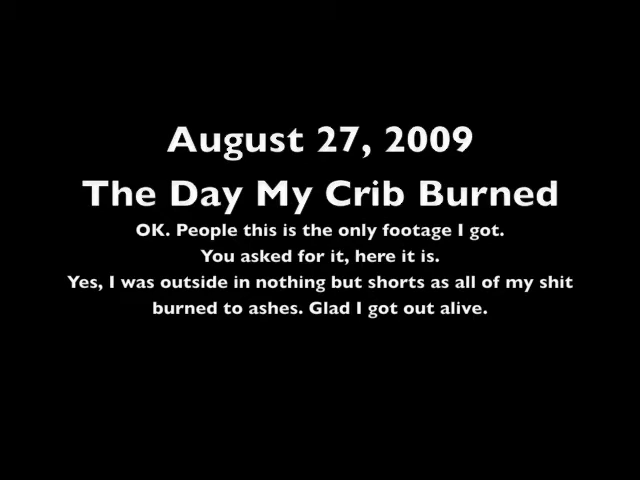 August 27, 2009
The Day My Crib Burned
OK. People this is the only footage I got.
You asked for it, here it is.
Yes, I was outside in nothing but shorts as all of my shit
burned to ashes. Glad I got out alive.